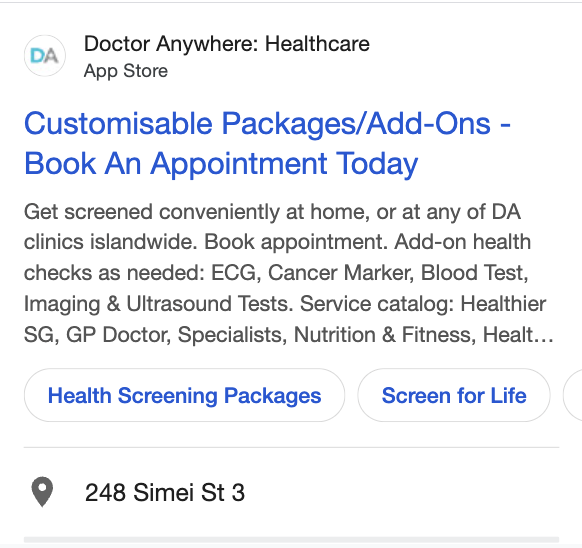 DA
Doctor Anywhere: Healthcare
App Store
Customisable Packages/Add-Ons -
Book An Appointment Today
Get screened conveniently at home, or at any of DA
clinics islandwide. Book appointment. Add-on health
checks as needed: ECG, Cancer Marker, Blood Test,
Imaging & Ultrasound Tests. Service catalog: Healthier
SG, GP Doctor, Specialists, Nutrition & Fitness, Healt...
Health Screening Packages
Screen for Life
248 Simei St 3